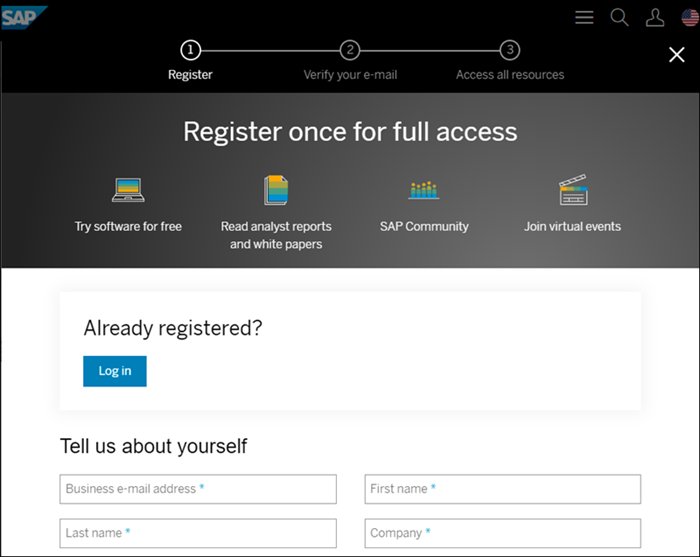 SAP
1 2 3
Register Verify your e-mail Access all resources
Register once for full access
Try software for free Read analyst reports SAP Community Join virtual events
and white papers
Already registered?
Log in
Tell us about yourself
Business e-mail address * First name *
Last name * Company *